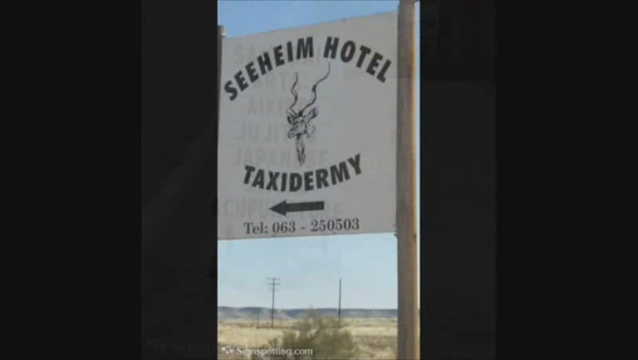 SEEHEIM HOTEL
TAXIDERMY
Tel: 063 - 250503
Signspotting.com